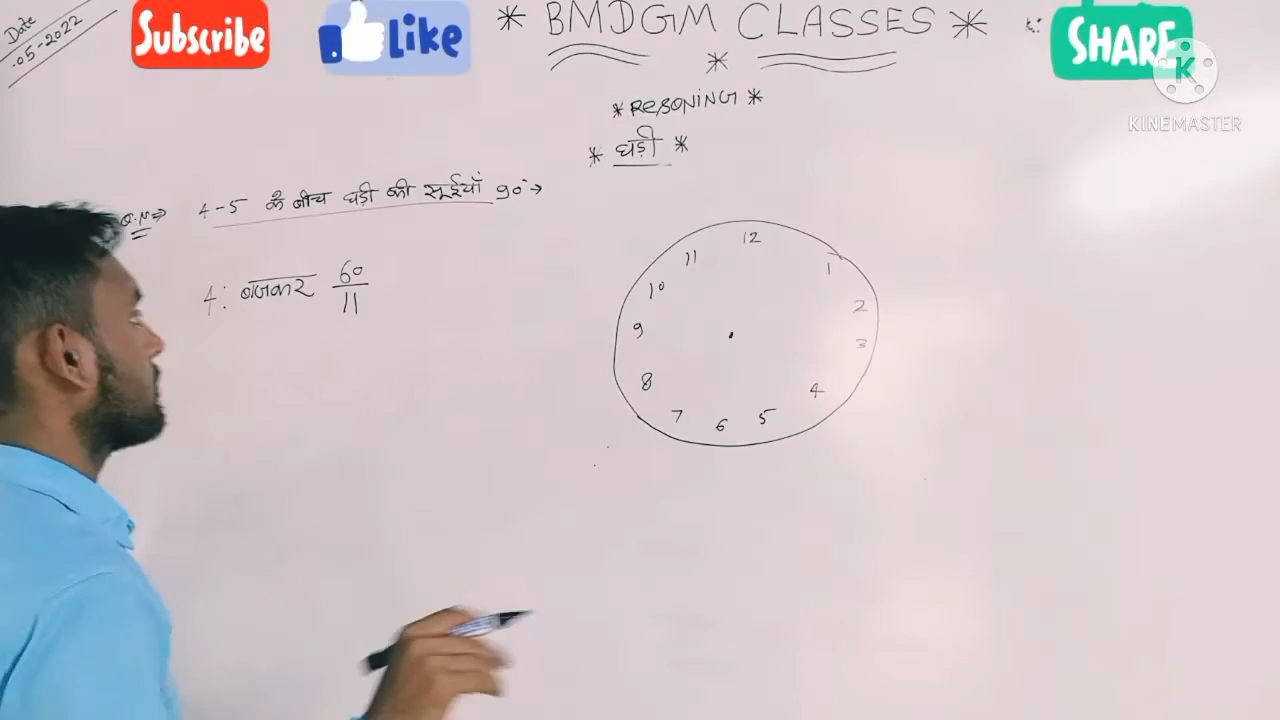 Date
.05-2022
Subscribe
Like
* BMDGM CLASSES *
*
SHARE
K
KINEMASTER
* REsONING *
* घड़ी *
Q.N⇒ 4-5 के बीच घड़ी की सूईयाँ 90°→
4: बजकर 60/11
12
11
1
10
2
9
3
8
4
7
6
5